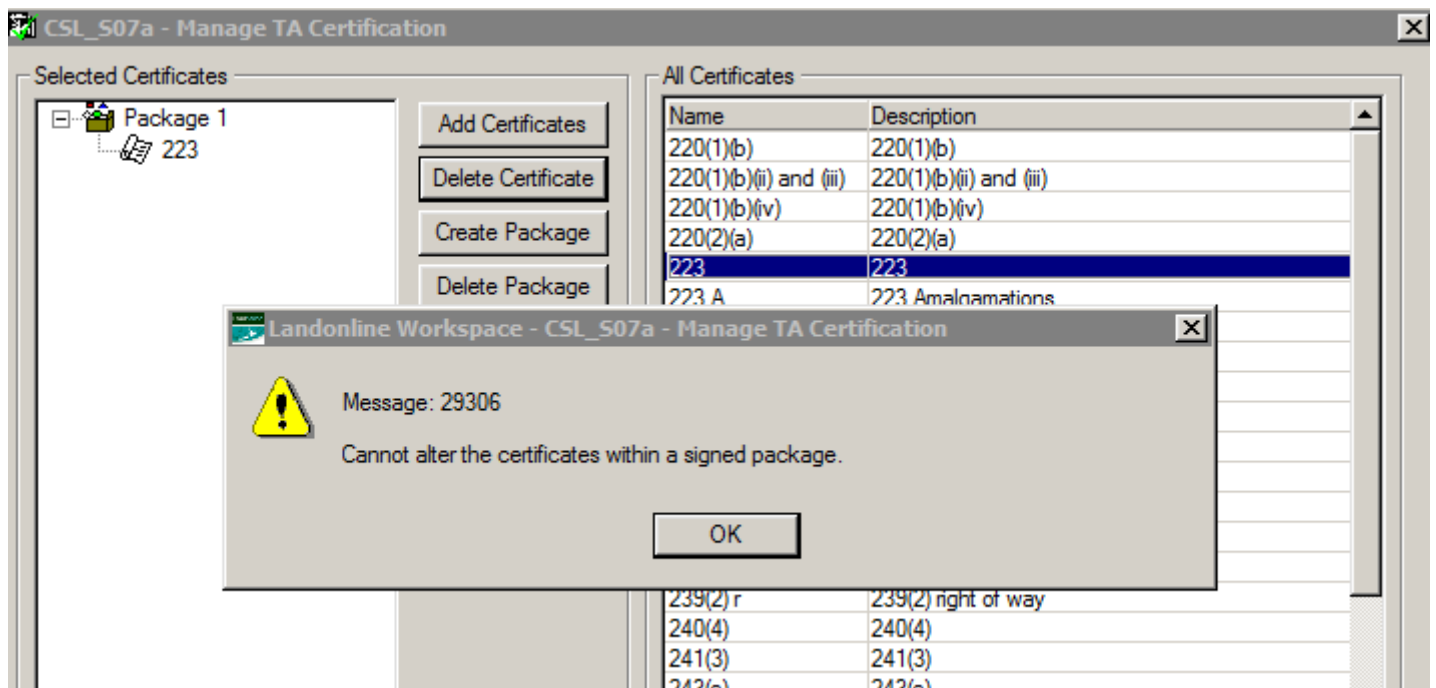 CSL_S07a - Manage TA Certification
Selected Certificates
Package 1
223
Add Certificates
Delete Certificate
Create Package
Delete Package
All Certificates
Name Description
220(1)(b) 220(1)(b)
220(1)(b)(ii) and (iii) 220(1)(b)(ii) and (iii)
220(1)(b)(iv) 220(1)(b)(iv)
220(2)(a) 220(2)(a)
223 223
223 A 223 Amalgamations
Landonline Workspace - CSL_S07a - Manage TA Certification
Message: 29306
Cannot alter the certificates within a signed package.
OK
239(2) r 239(2) right of way
240(4) 240(4)
241(3) 241(3)